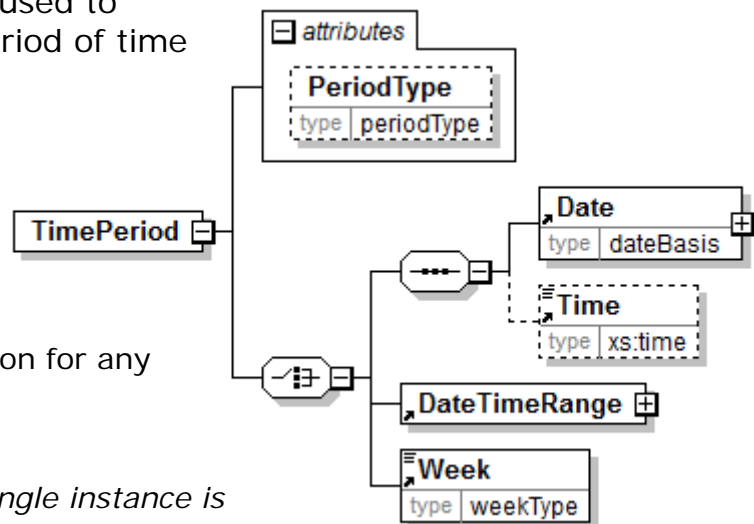 used to
riod of time
attributes
PeriodType
type periodType
TimePeriod
Date
type dateBasis
Time
type xs:time
on for any
DateTimeRange
Week
type weekType
ngle instance is